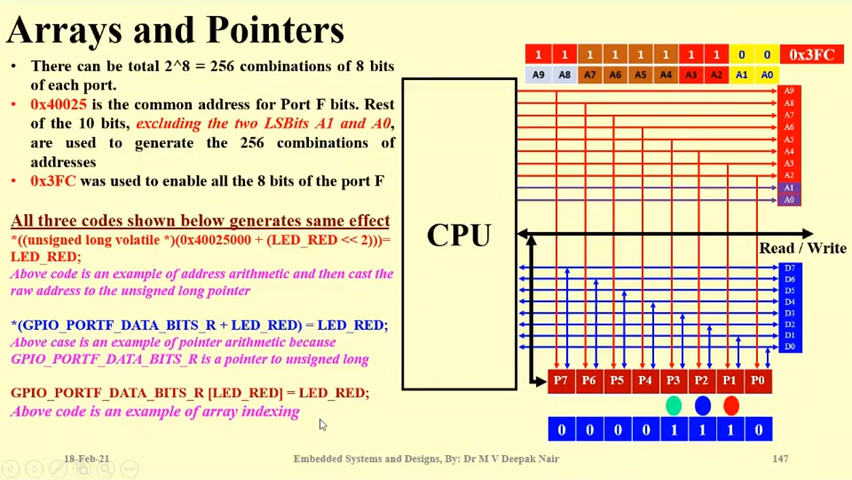 Arrays and Pointers
• There can be total 2^8 = 256 combinations of 8 bits
of each port.
• 0x40025 is the common address for Port F bits. Rest
of the 10 bits, excluding the two LSBits A1 and A0,
are used to generate the 256 combinations of
addresses
• 0x3FC was used to enable all the 8 bits of the port F
All three codes shown below generates same effect
*((unsigned long volatile *)(0x40025000 + (LED_RED << 2)))=
LED_RED;
Above code is an example of address arithmetic and then cast the
raw address to the unsigned long pointer
*(GPIO_PORTF_DATA_BITS_R + LED_RED) = LED_RED;
Above case is an example of pointer arithmetic because
GPIO_PORTF_DATA_BITS_R is a pointer to unsigned long
GPIO_PORTF_DATA_BITS_R [LED_RED] = LED_RED;
Above code is an example of array indexing
1 1 1 1 1 1 1 1 0 0 0x3FC
A9 A8 A7 A6 A5 A4 A3 A2 A1 A0
CPU
A9
A8
A7
A6
A5
A4
A3
A2
A1
A0
Read / Write
D7
D6
D5
D4
D3
D2
D1
D0
P7 P6 P5 P4 P3 P2 P1 P0
0 0 0 0 1 1 1 0
18-Feb-21 Embedded Systems and Designs, By: Dr M V Deepak Nair 147